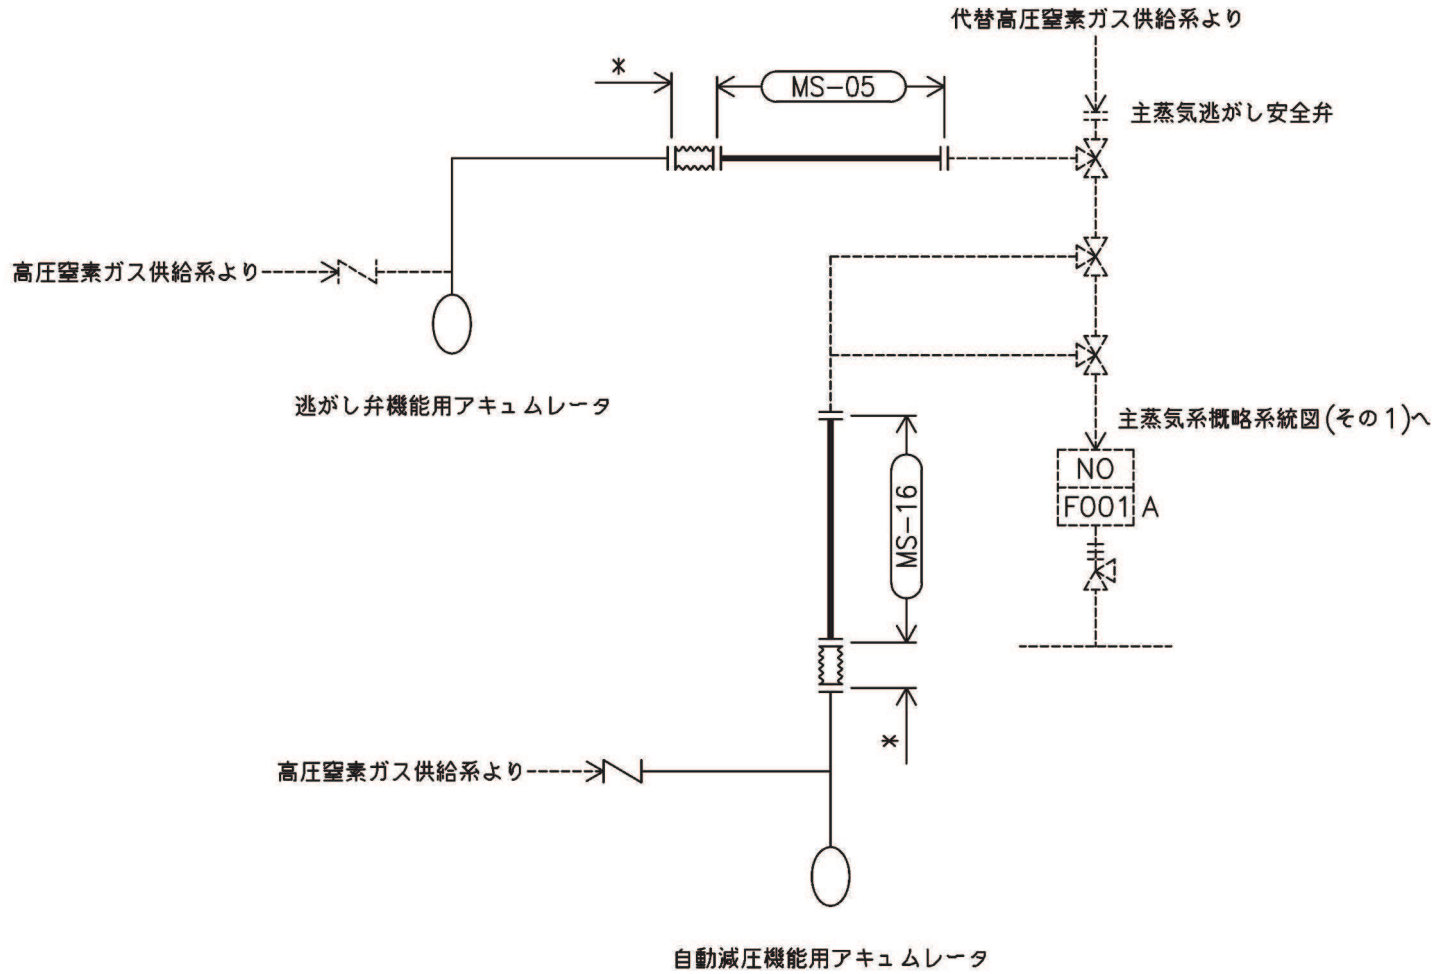 代替高圧窒素ガス供給系より
*
MS-05
主蒸気逃がし安全弁
高圧窒素ガス供給系より
逃がし弁機能用アキュムレータ
主蒸気系概略系統図(その1)へ
NO
F001 A
MS-16
*
高圧窒素ガス供給系より
自動減圧機能用アキュムレータ